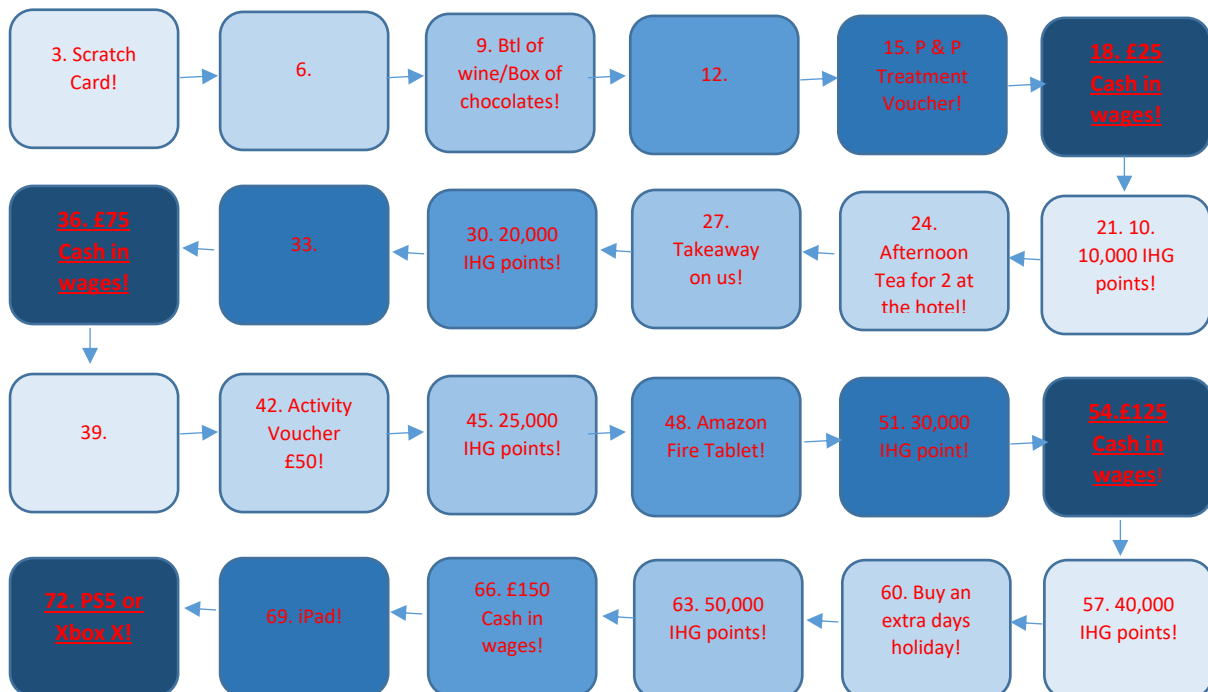 3. Scratch
Card!
6.
9. Btl of
wine/Box of
chocolates!
12.
15. P & P
Treatment
Voucher!
18. £25
Cash in
wages!
21. 10.
10,000 IHG
points!
24.
Afternoon
Tea for 2 at
the hotel!
27.
Takeaway
on us!
30. 20,000
IHG points!
33.
36. £75
Cash in
wages!
39.
42. Activity
Voucher
£50!
45. 25,000
IHG points!
48. Amazon
Fire Tablet!
51. 30,000
IHG point!
54.£125
Cash in
wages!
57. 40,000
IHG points!
60. Buy an
extra days
holiday!
63. 50,000
IHG points!
66. £150
Cash in
wages!
69. iPad!
72. PS5 or
Xbox X!